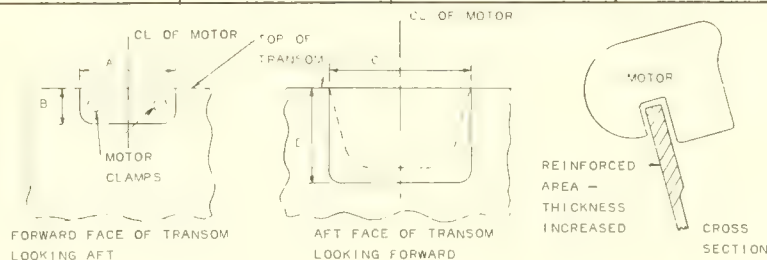 CL OF MOTOR
A
TOP OF
TRANSOM
B
MOTOR
CLAMPS
FORWARD FACE OF TRANSOM
LOOKING AFT
CL OF MOTOR
C
AFT FACE OF TRANSOM
LOOKING FORWARD
MOTOR
REINFORCED
AREA –
THICKNESS
INCREASED
CROSS
SECTION